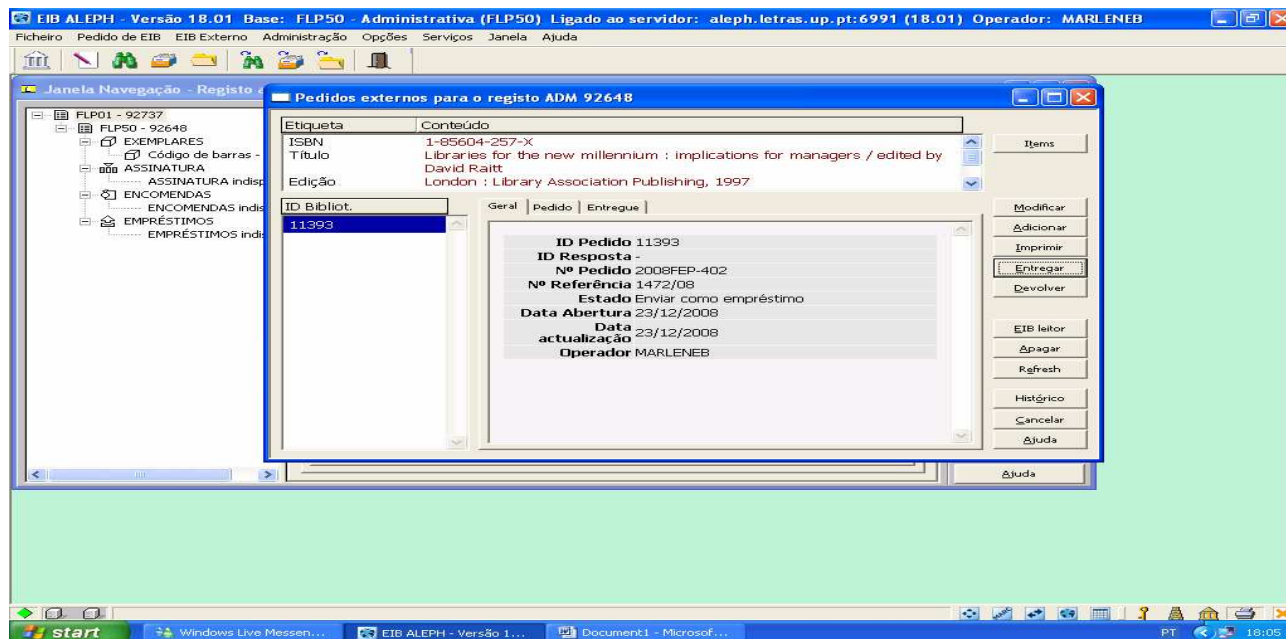 EIB ALEPH - Versão 18.01 Base: FLP50 - Administrativa (FLP50) Ligado ao servidor: aleph.letras.up.pt:6991 (18.01) Operador: MARLENEB
Ficheiro Pedido de EIB EIB Externo Administração Opções Serviços Janela Ajuda
Janela Navegação - Registo
FLP01 - 92737
FLP50 - 92648
EXEMPLARES
Código de barras -
ASSINATURA
ASSINATURA indisp
ENCOMENDAS
ENCOMENDAS indis
EMPRÉSTIMOS
EMPRÉSTIMOS indi
Pedidos externos para o registo ADM 92648
Etiqueta Conteúdo
ISBN 1-85604-257-X
Título Libraries for the new millennium : implications for managers / edited by
David Raitt
Edição London : Library Association Publishing, 1997
ID Bibliot.
11393
Geral Pedido Entregue
ID Pedido 11393
ID Resposta -
Nº Pedido 2008FEP-402
Nº Referência 1472/08
Estado Enviar como empréstimo
Data Abertura 23/12/2008
Data
actualização 23/12/2008
Operador MARLENEB
Items
Modificar
Adicionar
Imprimir
Entregar
Devolver
EIB leitor
Apagar
Refresh
Histórico
Cancelar
Ajuda
Ajuda
start Windows Live Messen... EIB ALEPH - Versão 1... Document1 - Microsof... PT 18:05